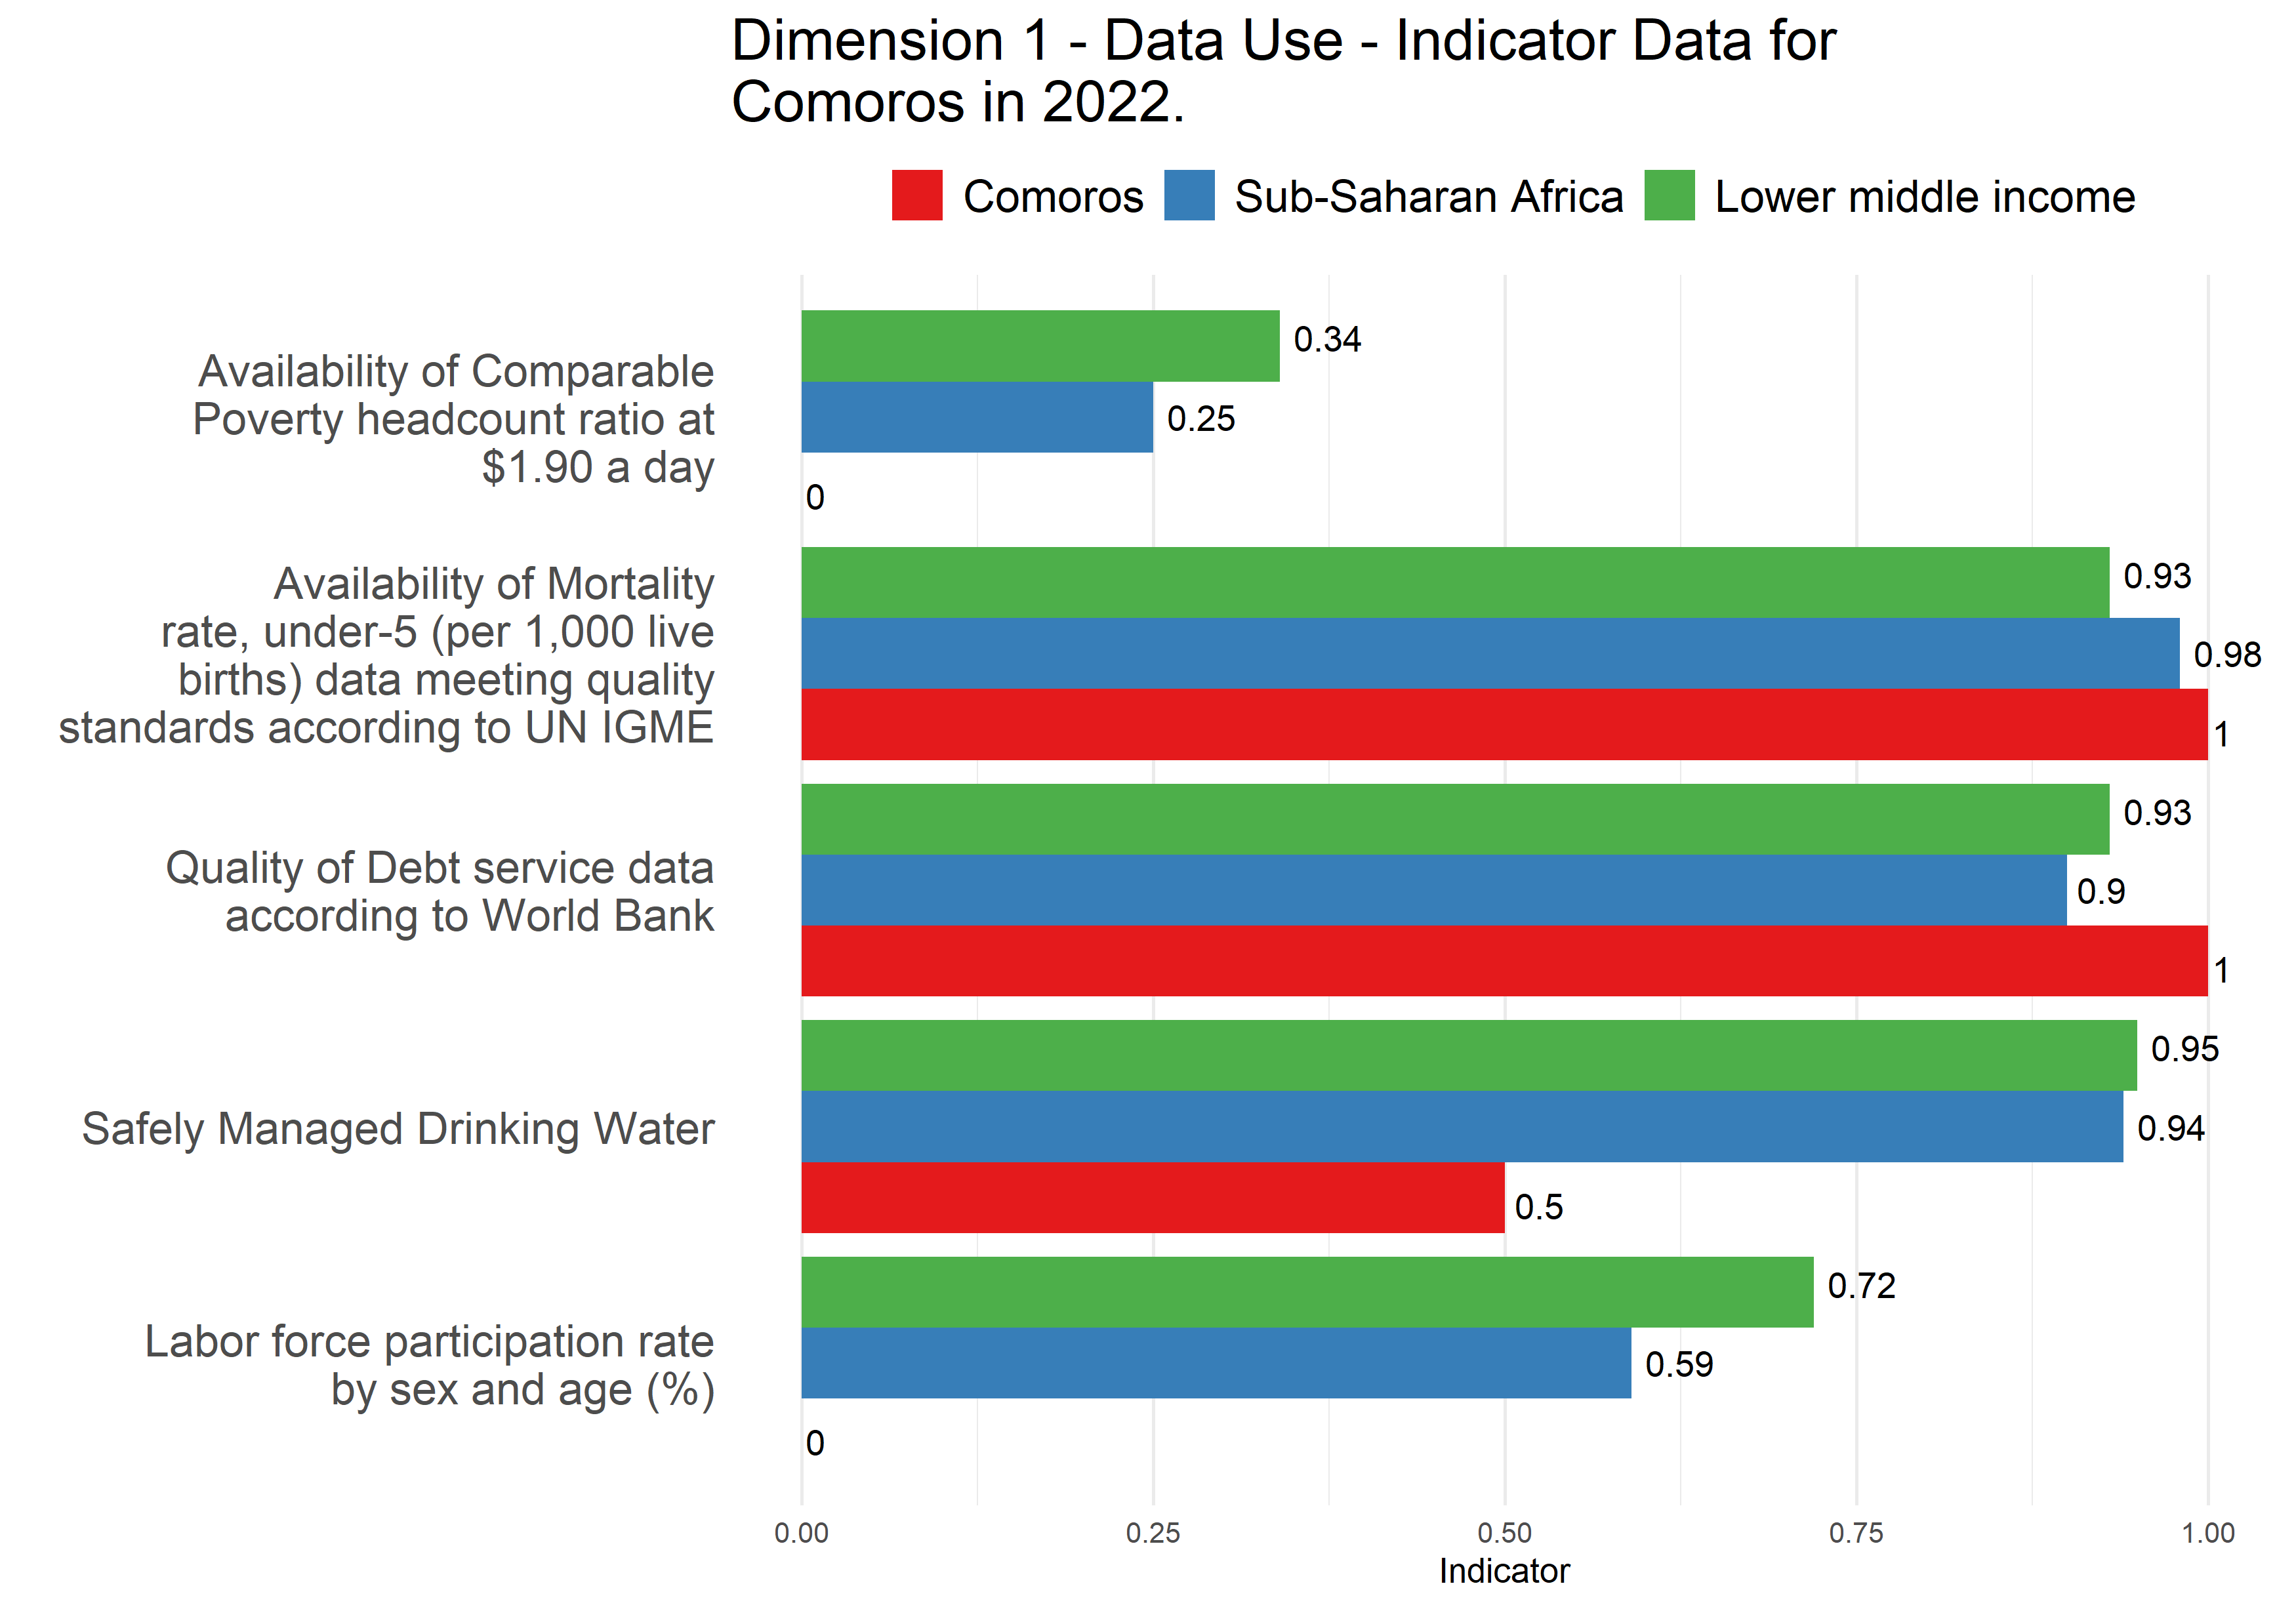 Dimension 1 - Data Use - Indicator Data for
Comoros in 2022.
Comoros Sub-Saharan Africa Lower middle income
Availability of Comparable
Poverty headcount ratio at
$1.90 a day
0.34
0.25
0
Availability of Mortality
rate, under-5 (per 1,000 live
births) data meeting quality
standards according to UN IGME
0.93
0.98
1
Quality of Debt service data
according to World Bank
0.93
0.9
1
Safely Managed Drinking Water
0.95
0.94
0.5
Labor force participation rate
by sex and age (%)
0.72
0.59
0
0.00 0.25 0.50 0.75 1.00
Indicator